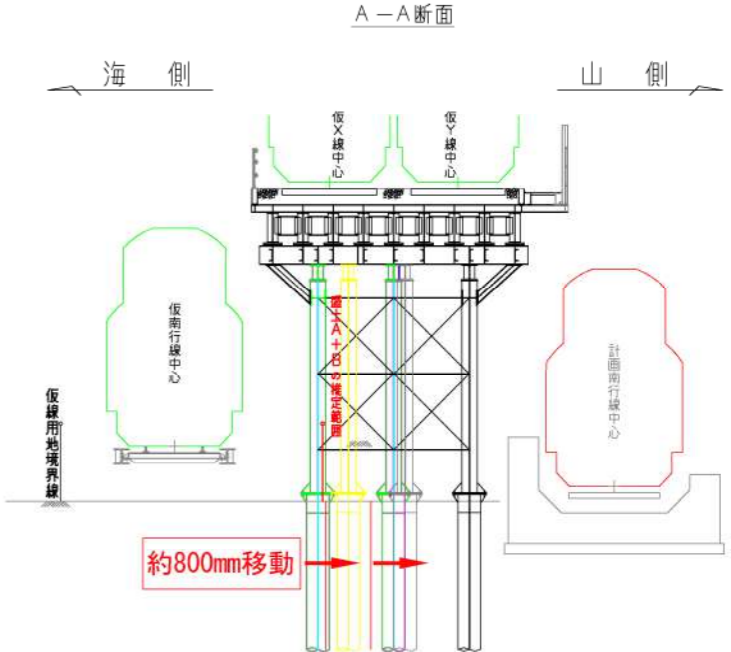 A－A断面
海側
山側
仮X線中心
仮Y線中心
仮南行線中心
盛土A＋Bの推定範囲
計画南行線中心
仮線用地境界線
約800mm移動